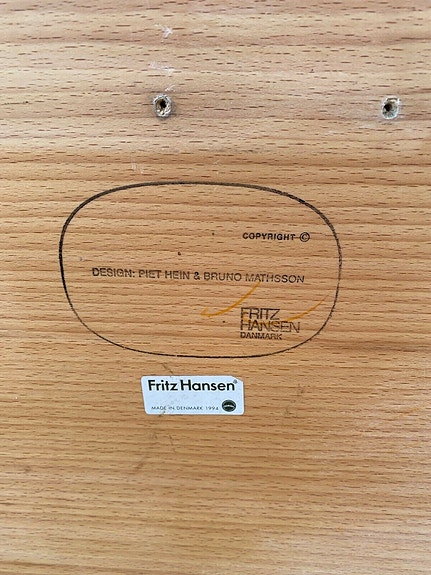 COPYRIGHT ©
DESIGN: PIET HEIN & BRUNO MATHSSON
FRITZ
HANSEN
DANMARK
Fritz Hansen®
MADE IN DENMARK 1994